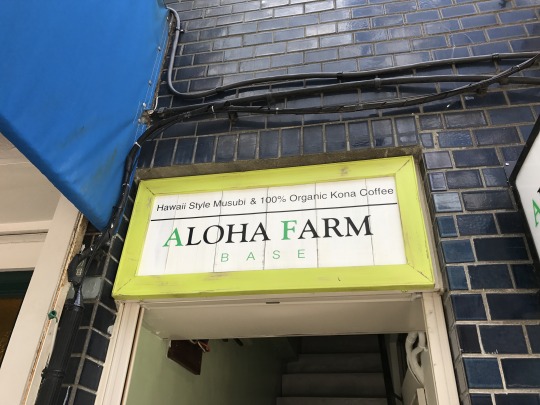 Hawaii Style Musubi & 100% Organic Kona Coffee
ALOHA FARM
BASE